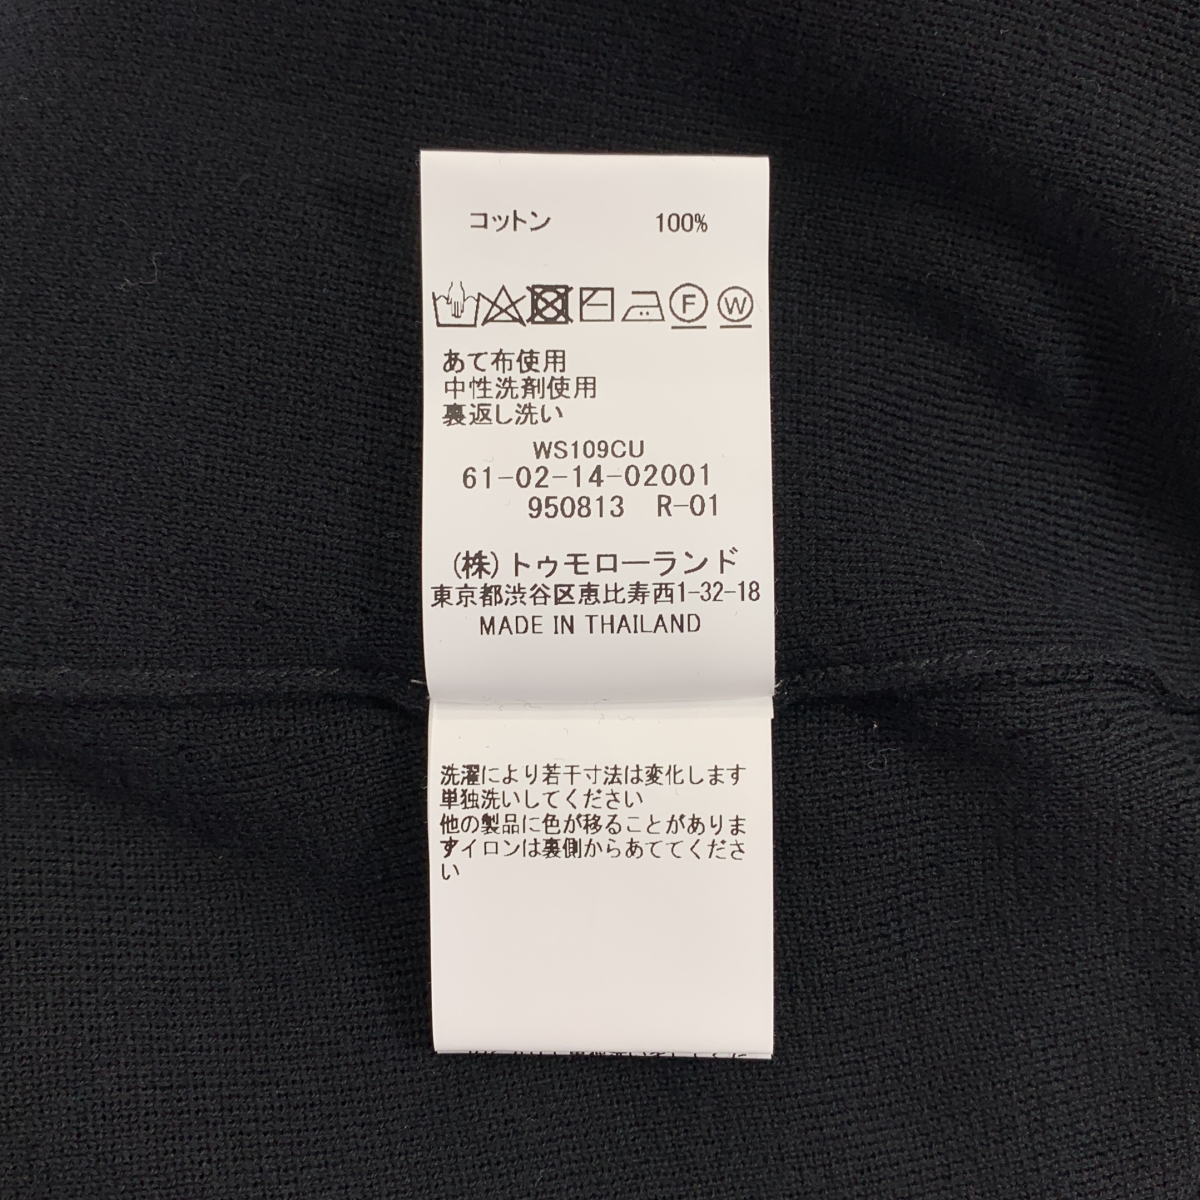 コットン 100%
F W
あて布使用
中性洗剤使用
裏返し洗い
WS109CU
61-02-14-02001
950813 R-01
(株)トゥモローランド
東京都渋谷区恵比寿西1-32-18
MADE IN THAILAND
洗濯により若干寸法は変化します
単独洗いしてください
他の製品に色が移ることがありま
イロンは裏側からあててくださ
い